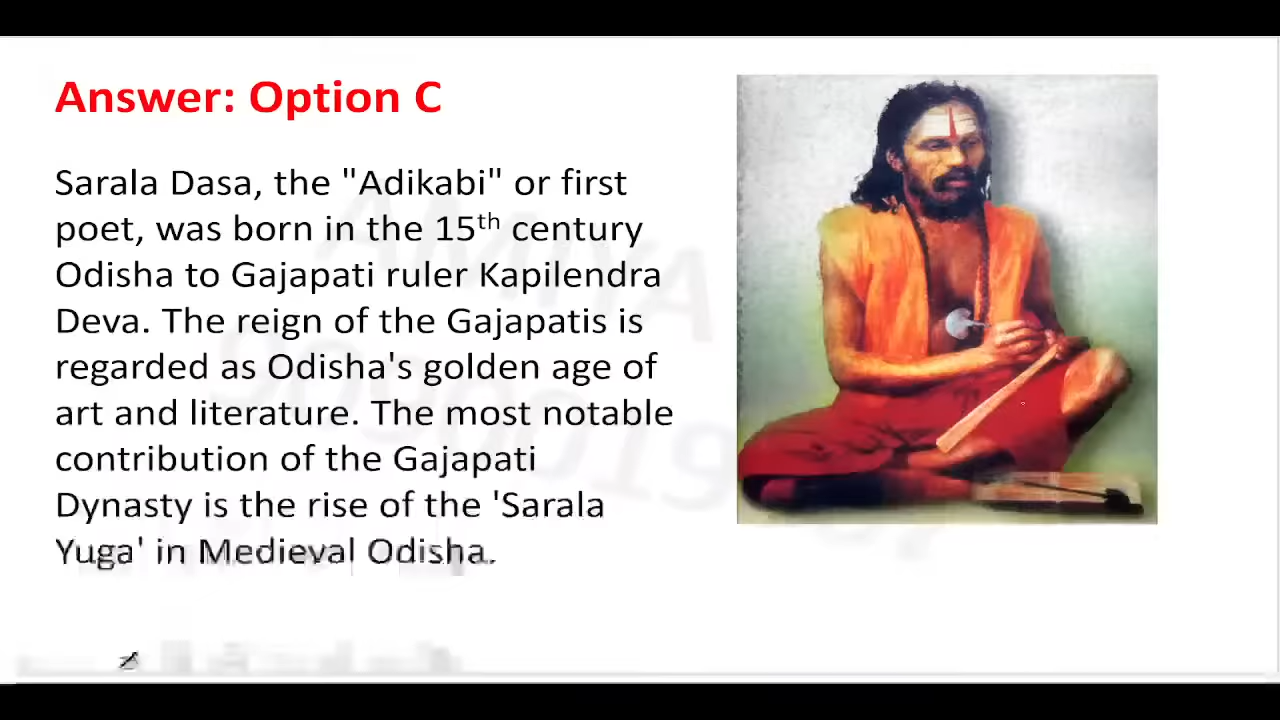 Answer: Option C
Sarala Dasa, the "Adikabi" or first
poet, was born in the 15th century
Odisha to Gajapati ruler Kapilendra
Deva. The reign of the Gajapatis is
regarded as Odisha's golden age of
art and literature. The most notable
contribution of the Gajapati
Dynasty is the rise of the 'Sarala
Yuga' in Medieval Odisha.